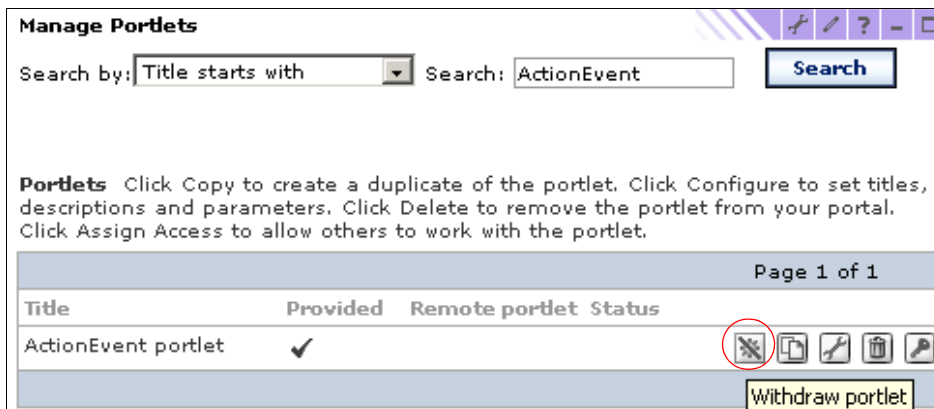 Manage Portlets
?
Search by: Title starts with Search: ActionEvent Search
Portlets Click Copy to create a duplicate of the portlet. Click Configure to set titles,
descriptions and parameters. Click Delete to remove the portlet from your portal.
Click Assign Access to allow others to work with the portlet.
Page 1 of 1
Title Provided Remote portlet Status
ActionEvent portlet
Withdraw portlet